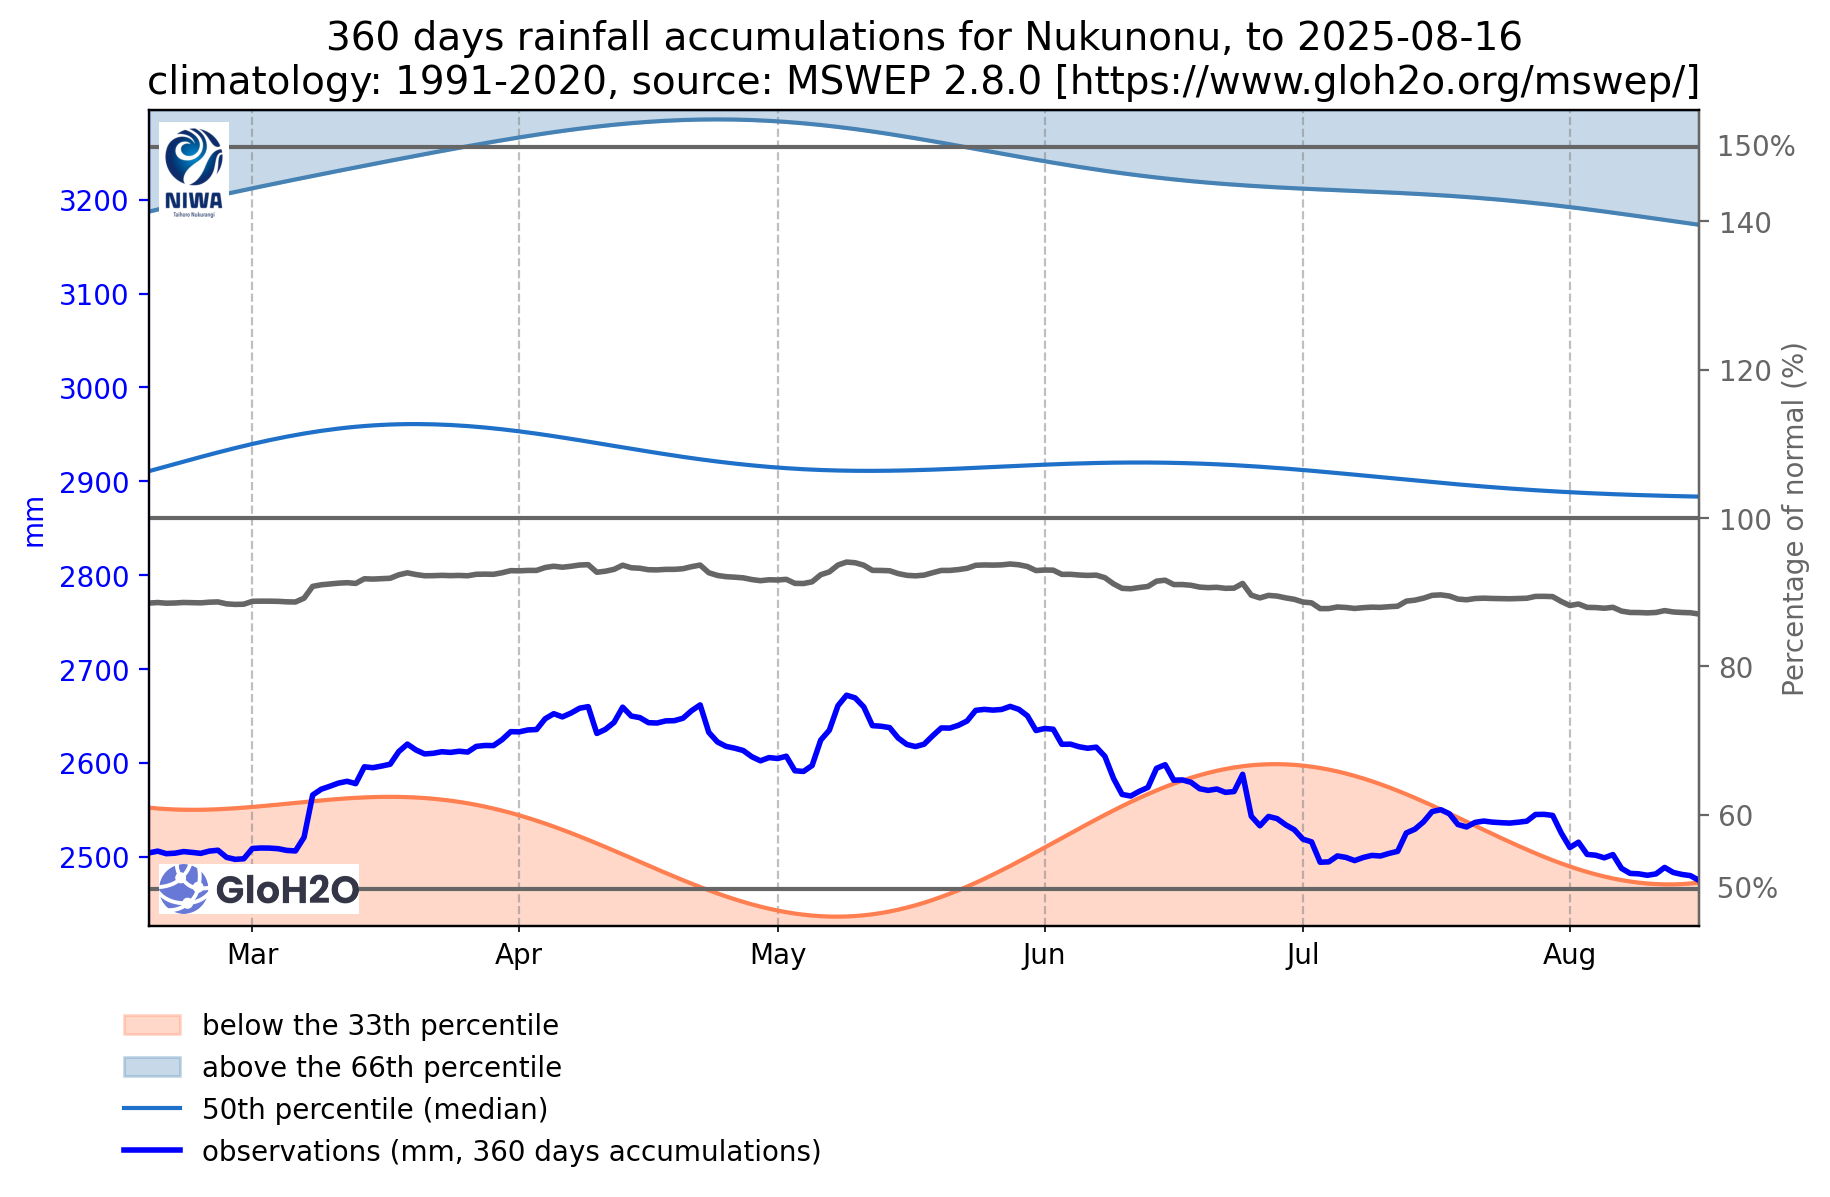 360 days rainfall accumulations for Nukunonu, to 2025-08-16
climatology: 1991-2020, source: MSWEP 2.8.0 [https://www.gloh2o.org/mswep/]
NIWA
Taihoro Nukurangi
3200
3100
3000
2900
2800
2700
2600
2500
mm
150%
140
120
100
80
60
50%
Percentage of normal (%)
GloH2O
Mar Apr May Jun Jul Aug
below the 33th percentile
above the 66th percentile
50th percentile (median)
observations (mm, 360 days accumulations)